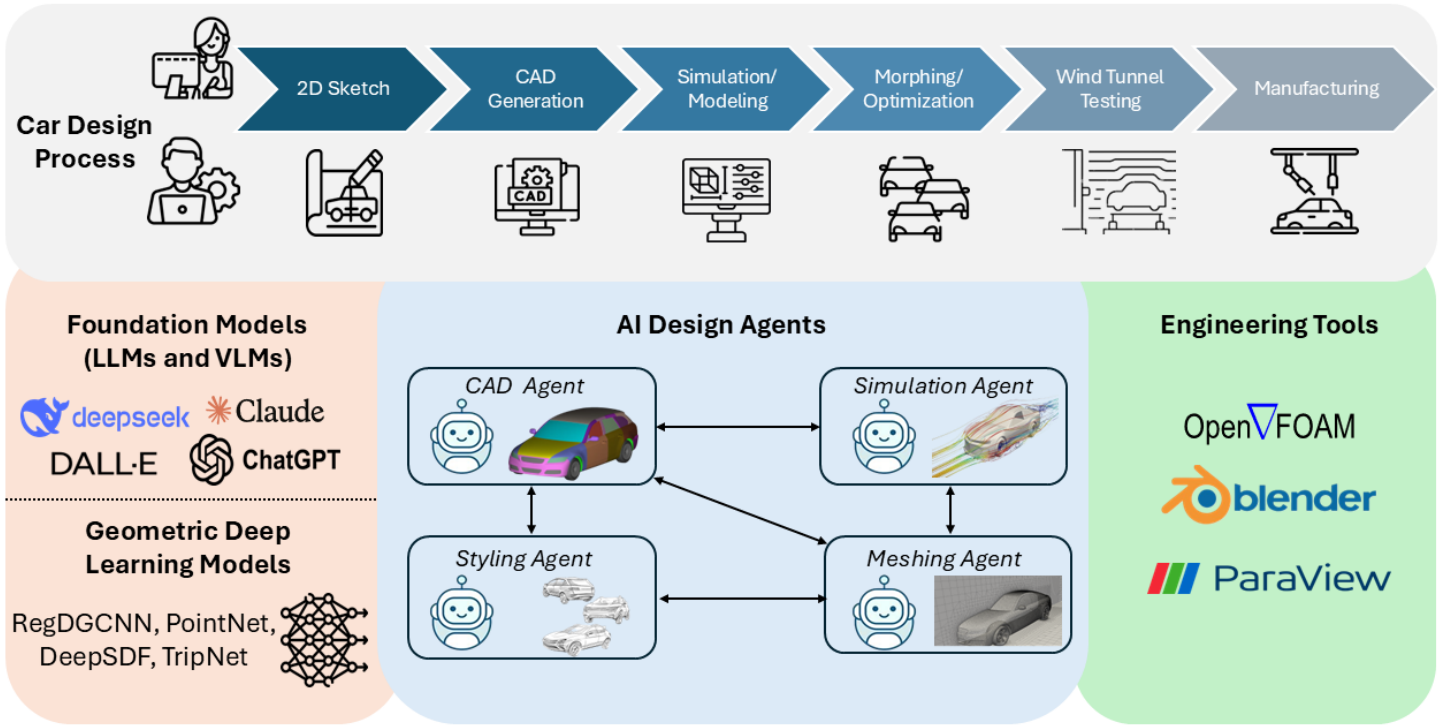 Car Design
Process
2D Sketch
CAD
Generation
Simulation/
Modeling
Morphing/
Optimization
Wind Tunnel
Testing
Manufacturing
CAD
Foundation Models
(LLMs and VLMs)
deepseek
Claude
DALL·E
ChatGPT
Geometric Deep
Learning Models
RegDGCNN, PointNet,
DeepSDF, TripNet
AI Design Agents
CAD Agent
Simulation Agent
Styling Agent
Meshing Agent
Engineering Tools
Open∇FOAM
blender
ParaView